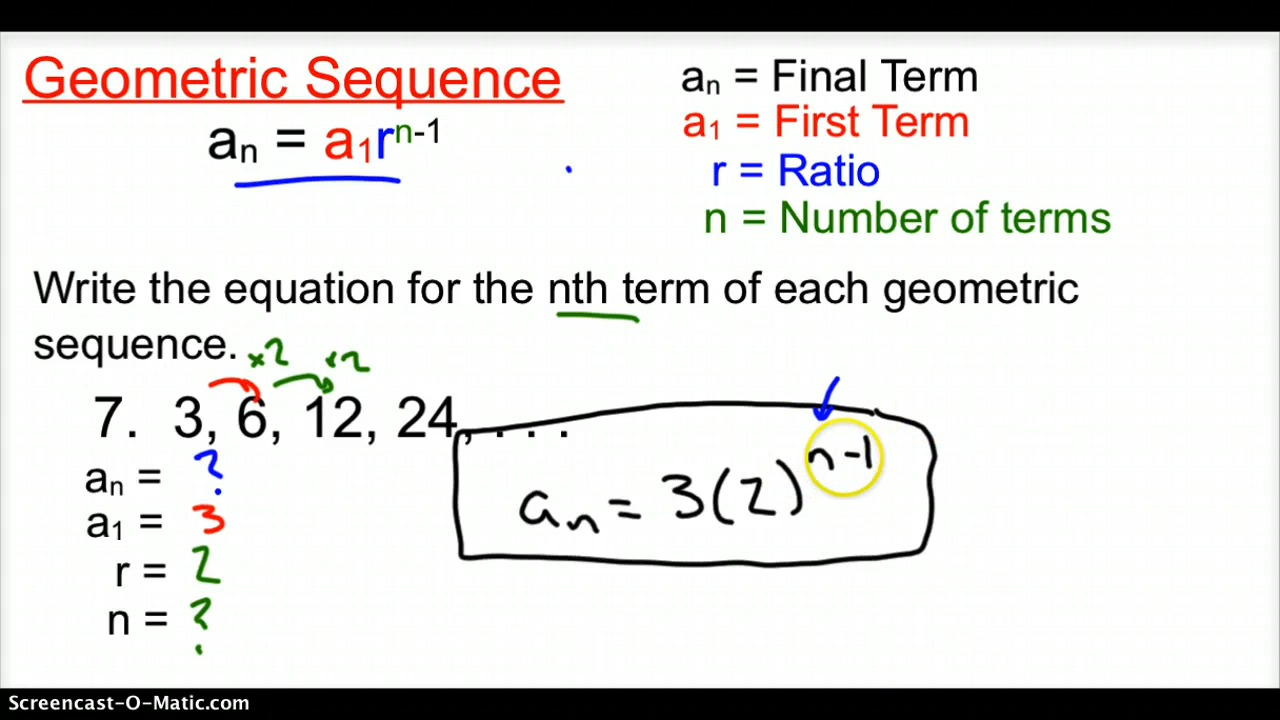 Geometric Sequence
aₙ = a₁rⁿ⁻¹
aₙ = Final Term
a₁ = First Term
r = Ratio
n = Number of terms
Write the equation for the nth term of each geometric
sequence.
×2 ×2
7. 3, 6, 12, 24, . . .
aₙ = ?
a₁ = 3
r = 2
n = ?
aₙ = 3(2)ⁿ⁻¹
Screencast-O-Matic.com